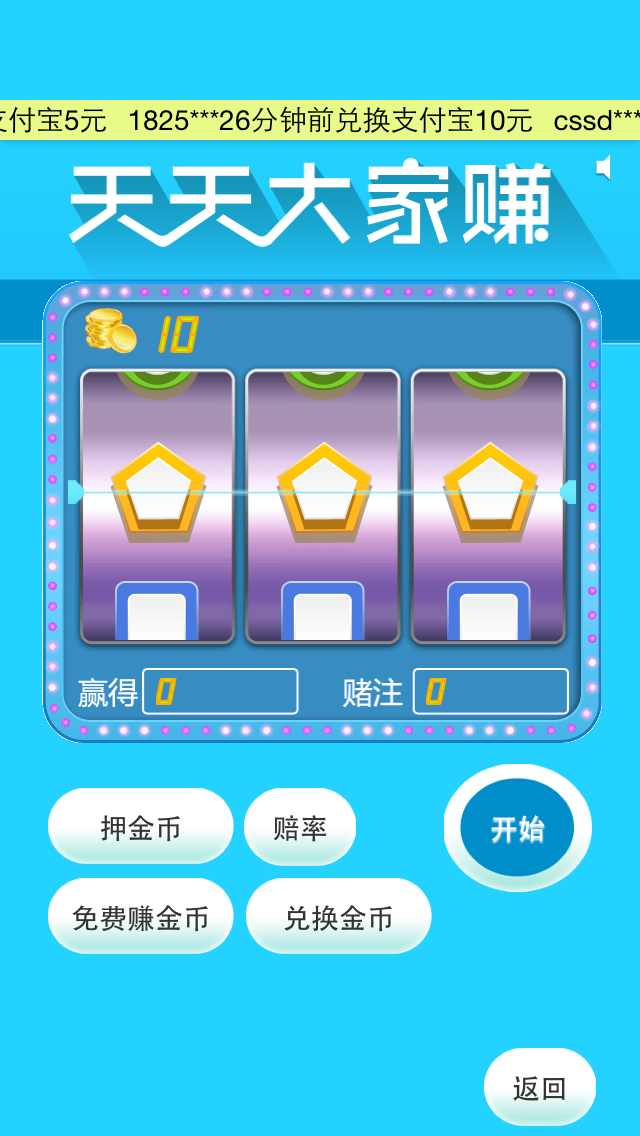 支付宝5元 1825***26分钟前兑换支付宝10元 cssd***
天天大家赚
10
赢得 0 赌注 0
押金币 赔率 开始
免费赚金币 兑换金币
返回